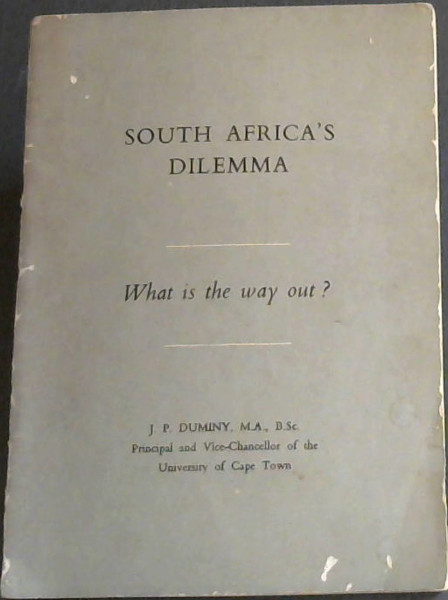 SOUTH AFRICA'S
DILEMMA
What is the way out ?
J. P. DUMINY, M.A., B.Sc.
Principal and Vice-Chancellor of the
University of Cape Town